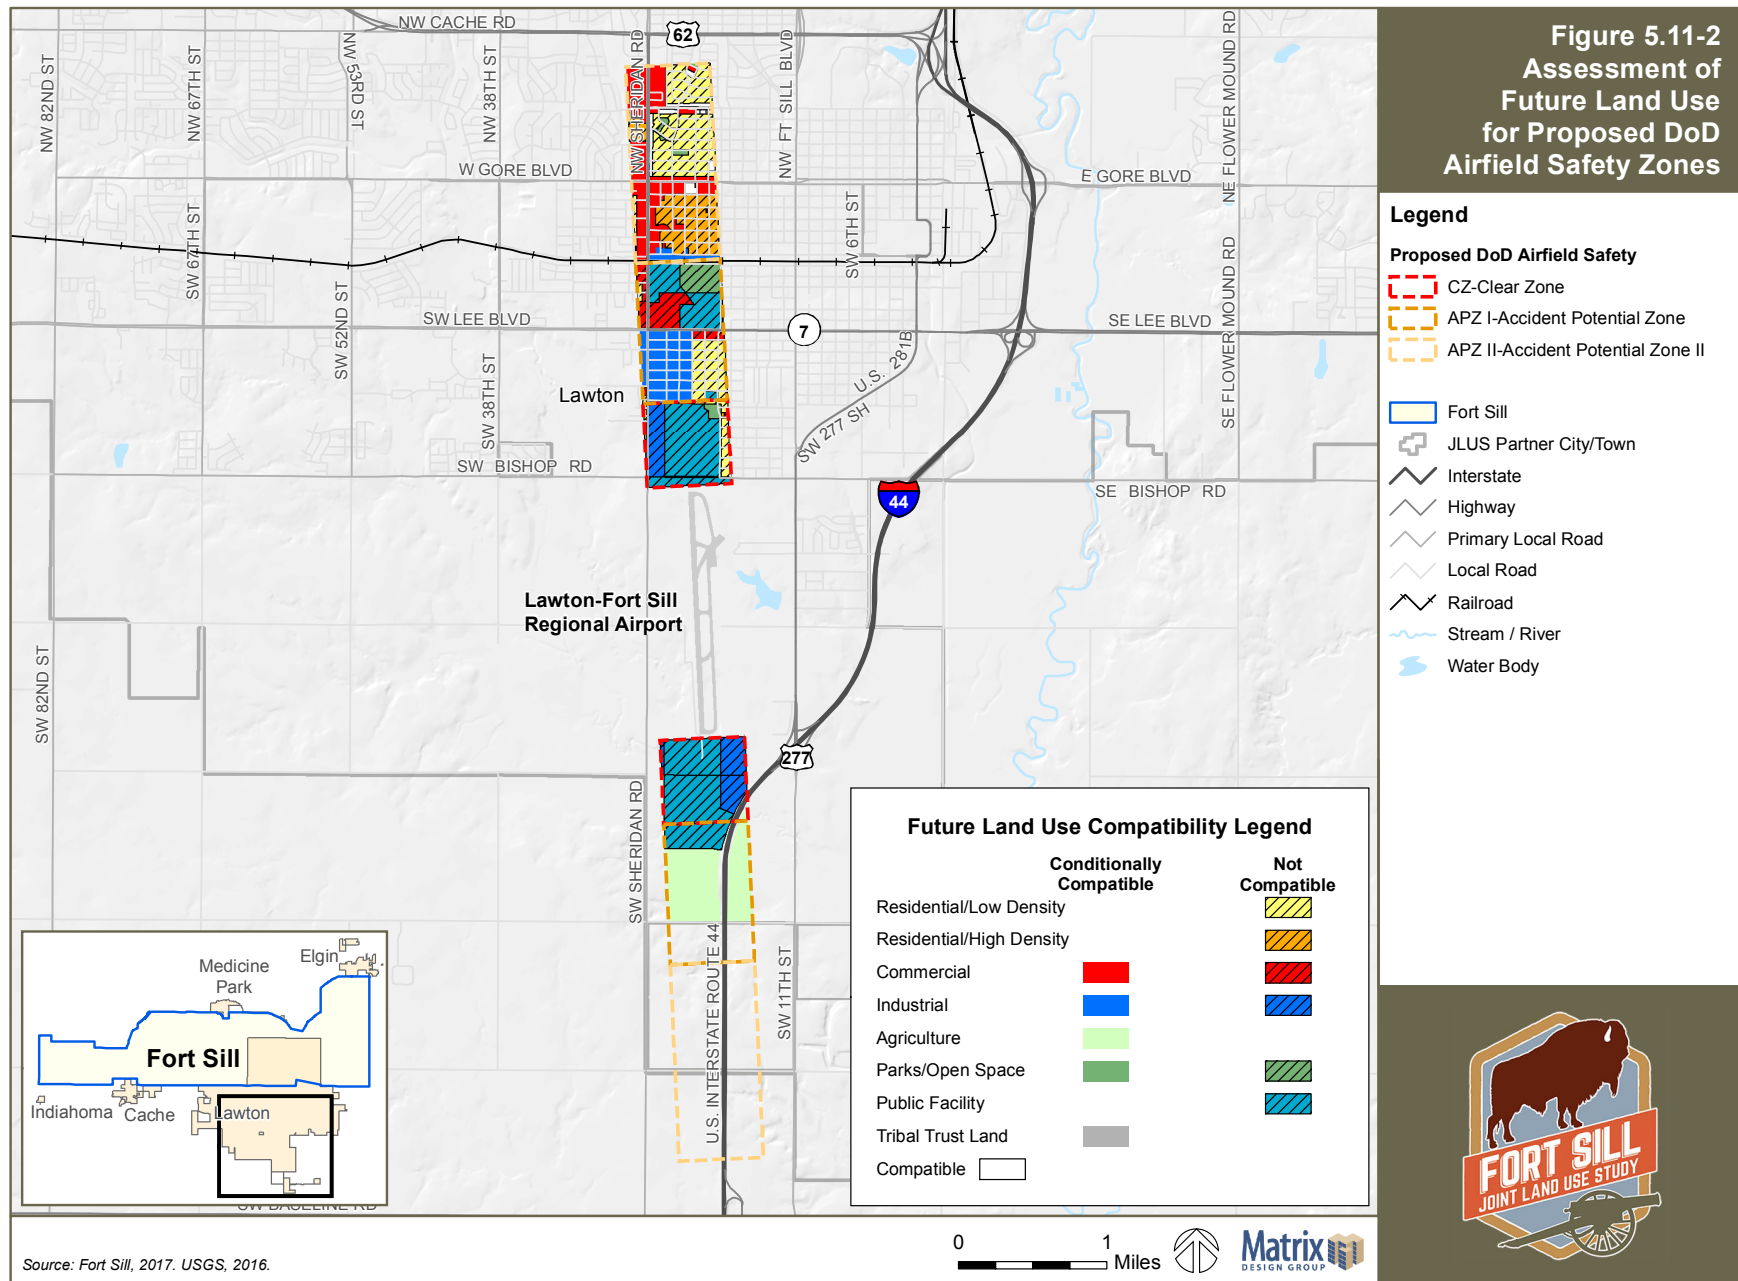 Figure 5.11-2
Assessment of
Future Land Use
for Proposed DoD
Airfield Safety Zones
Legend
Proposed DoD Airfield Safety
CZ-Clear Zone
APZ I-Accident Potential Zone
APZ II-Accident Potential Zone II
Fort Sill
JLUS Partner City/Town
Interstate
Highway
Primary Local Road
Local Road
Railroad
Stream / River
Water Body
NW CACHE RD
62
NW 82ND ST
NW 67TH ST
NW 53RD ST
NW 38TH ST
NW SHERIDAN RD
NW FT SILL BLVD
NE FLOWER MOUND RD
W GORE BLVD
E GORE BLVD
SW 67TH ST
SW 6TH ST
SW 52ND ST
SE FLOWER MOUND RD
SW LEE BLVD
7
SE LEE BLVD
SW 38TH ST
U.S. 281B
Lawton
SW 277 SH
SW BISHOP RD
44
SE BISHOP RD
Lawton-Fort Sill
Regional Airport
SW 82ND ST
277
SW SHERIDAN RD
U.S. INTERSTATE ROUTE 44
SW 11TH ST
SW BASELINE RD
Future Land Use Compatibility Legend
Conditionally
Compatible
Not
Compatible
Residential/Low Density
Residential/High Density
Commercial
Industrial
Agriculture
Parks/Open Space
Public Facility
Tribal Trust Land
Compatible
Elgin
Medicine
Park
Fort Sill
Indiahoma
Cache
Lawton
Source: Fort Sill, 2017. USGS, 2016.
0 1
Miles
Matrix
DESIGN GROUP
FORT SILL
JOINT LAND USE STUDY